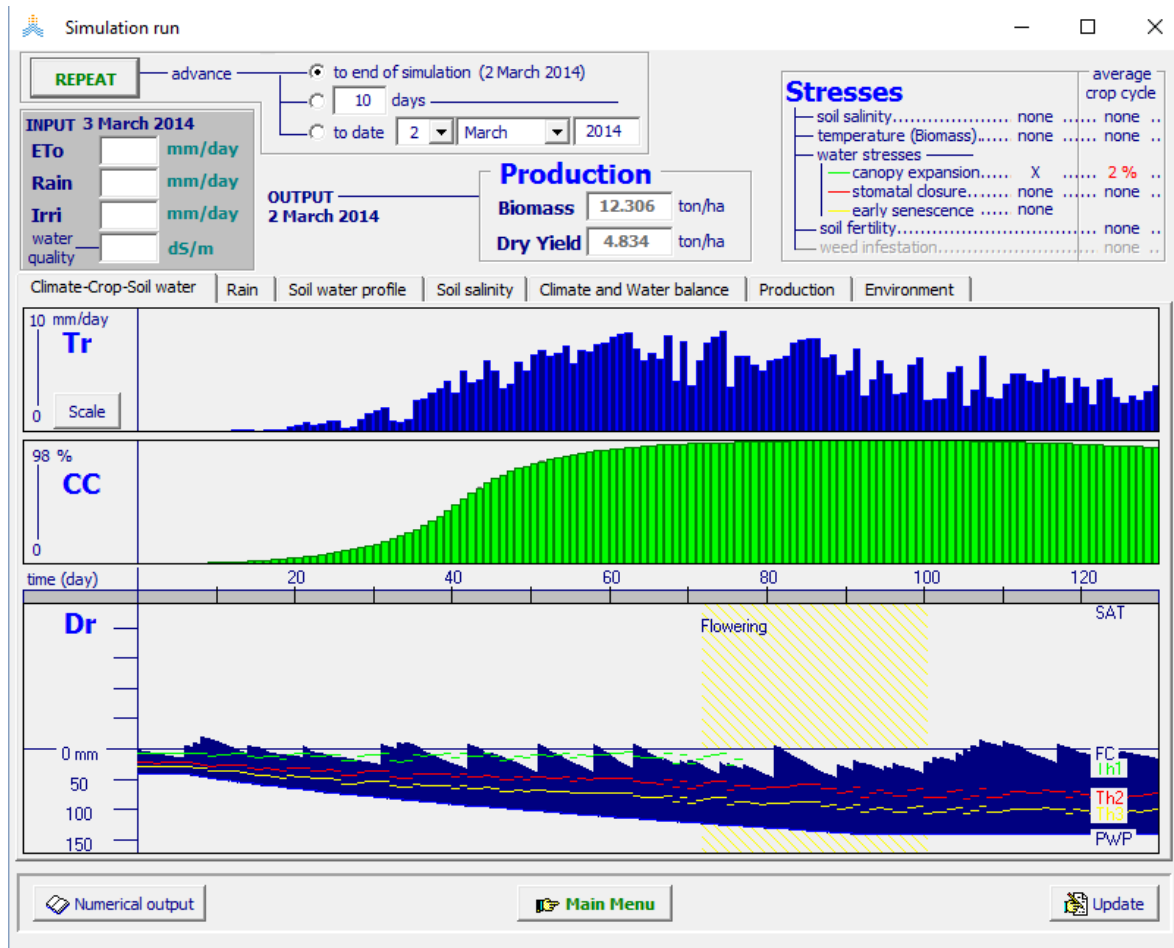 Simulation run
REPEAT
advance
to end of simulation (2 March 2014)
10 days
to date 2 March 2014
INPUT 3 March 2014
ETo mm/day
Rain mm/day
Irri mm/day
water quality dS/m
OUTPUT
2 March 2014
Production
Biomass 12.306 ton/ha
Dry Yield 4.834 ton/ha
Stresses
average
crop cycle
soil salinity.................... none ...... none ..
temperature (Biomass)...... none ...... none ..
water stresses
canopy expansion...... X ...... 2 % ..
stomatal closure....... none ...... none ..
early senescence ..... none
soil fertility.................................... none ..
weed infestation............................ none ..
Climate-Crop-Soil water Rain Soil water profile Soil salinity Climate and Water balance Production Environment
10 mm/day
Tr
0
Scale
98 %
CC
0
time (day) 20 40 60 80 100 120
Dr
Flowering
SAT
0 mm
FC
Th1
50
Th2
100
Th3
150
PWP
Numerical output
Main Menu
Update